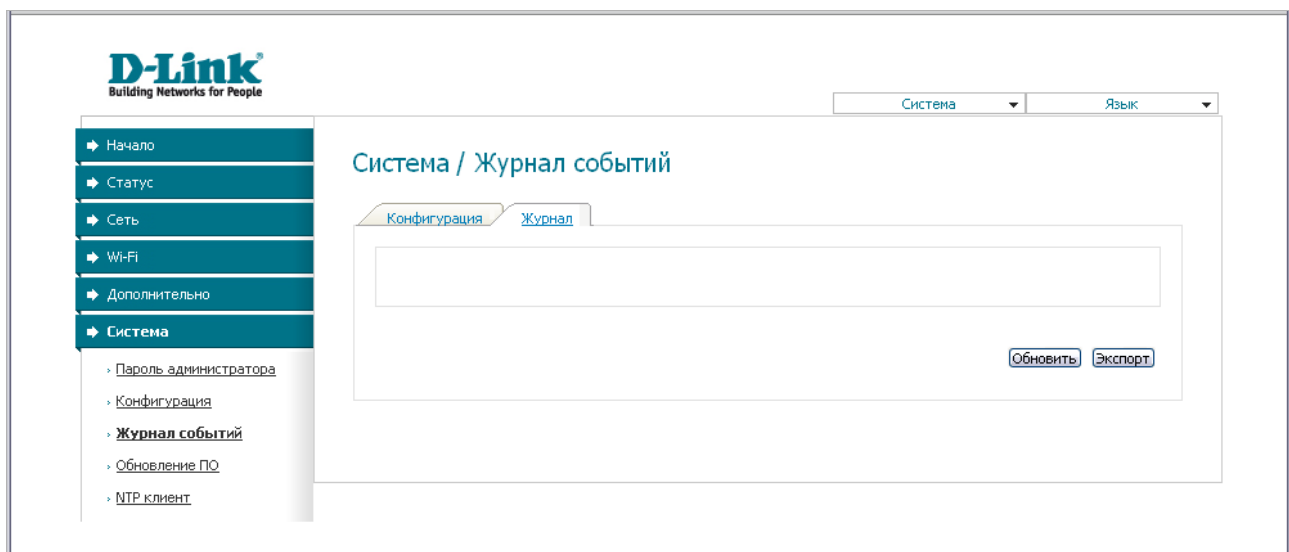 D-Link
Building Networks for People
Система Язык
Начало
Статус
Сеть
Wi-Fi
Дополнительно
Система
Пароль администратора
Конфигурация
Журнал событий
Обновление ПО
NTP клиент
Система / Журнал событий
Конфигурация Журнал
Обновить Экспорт